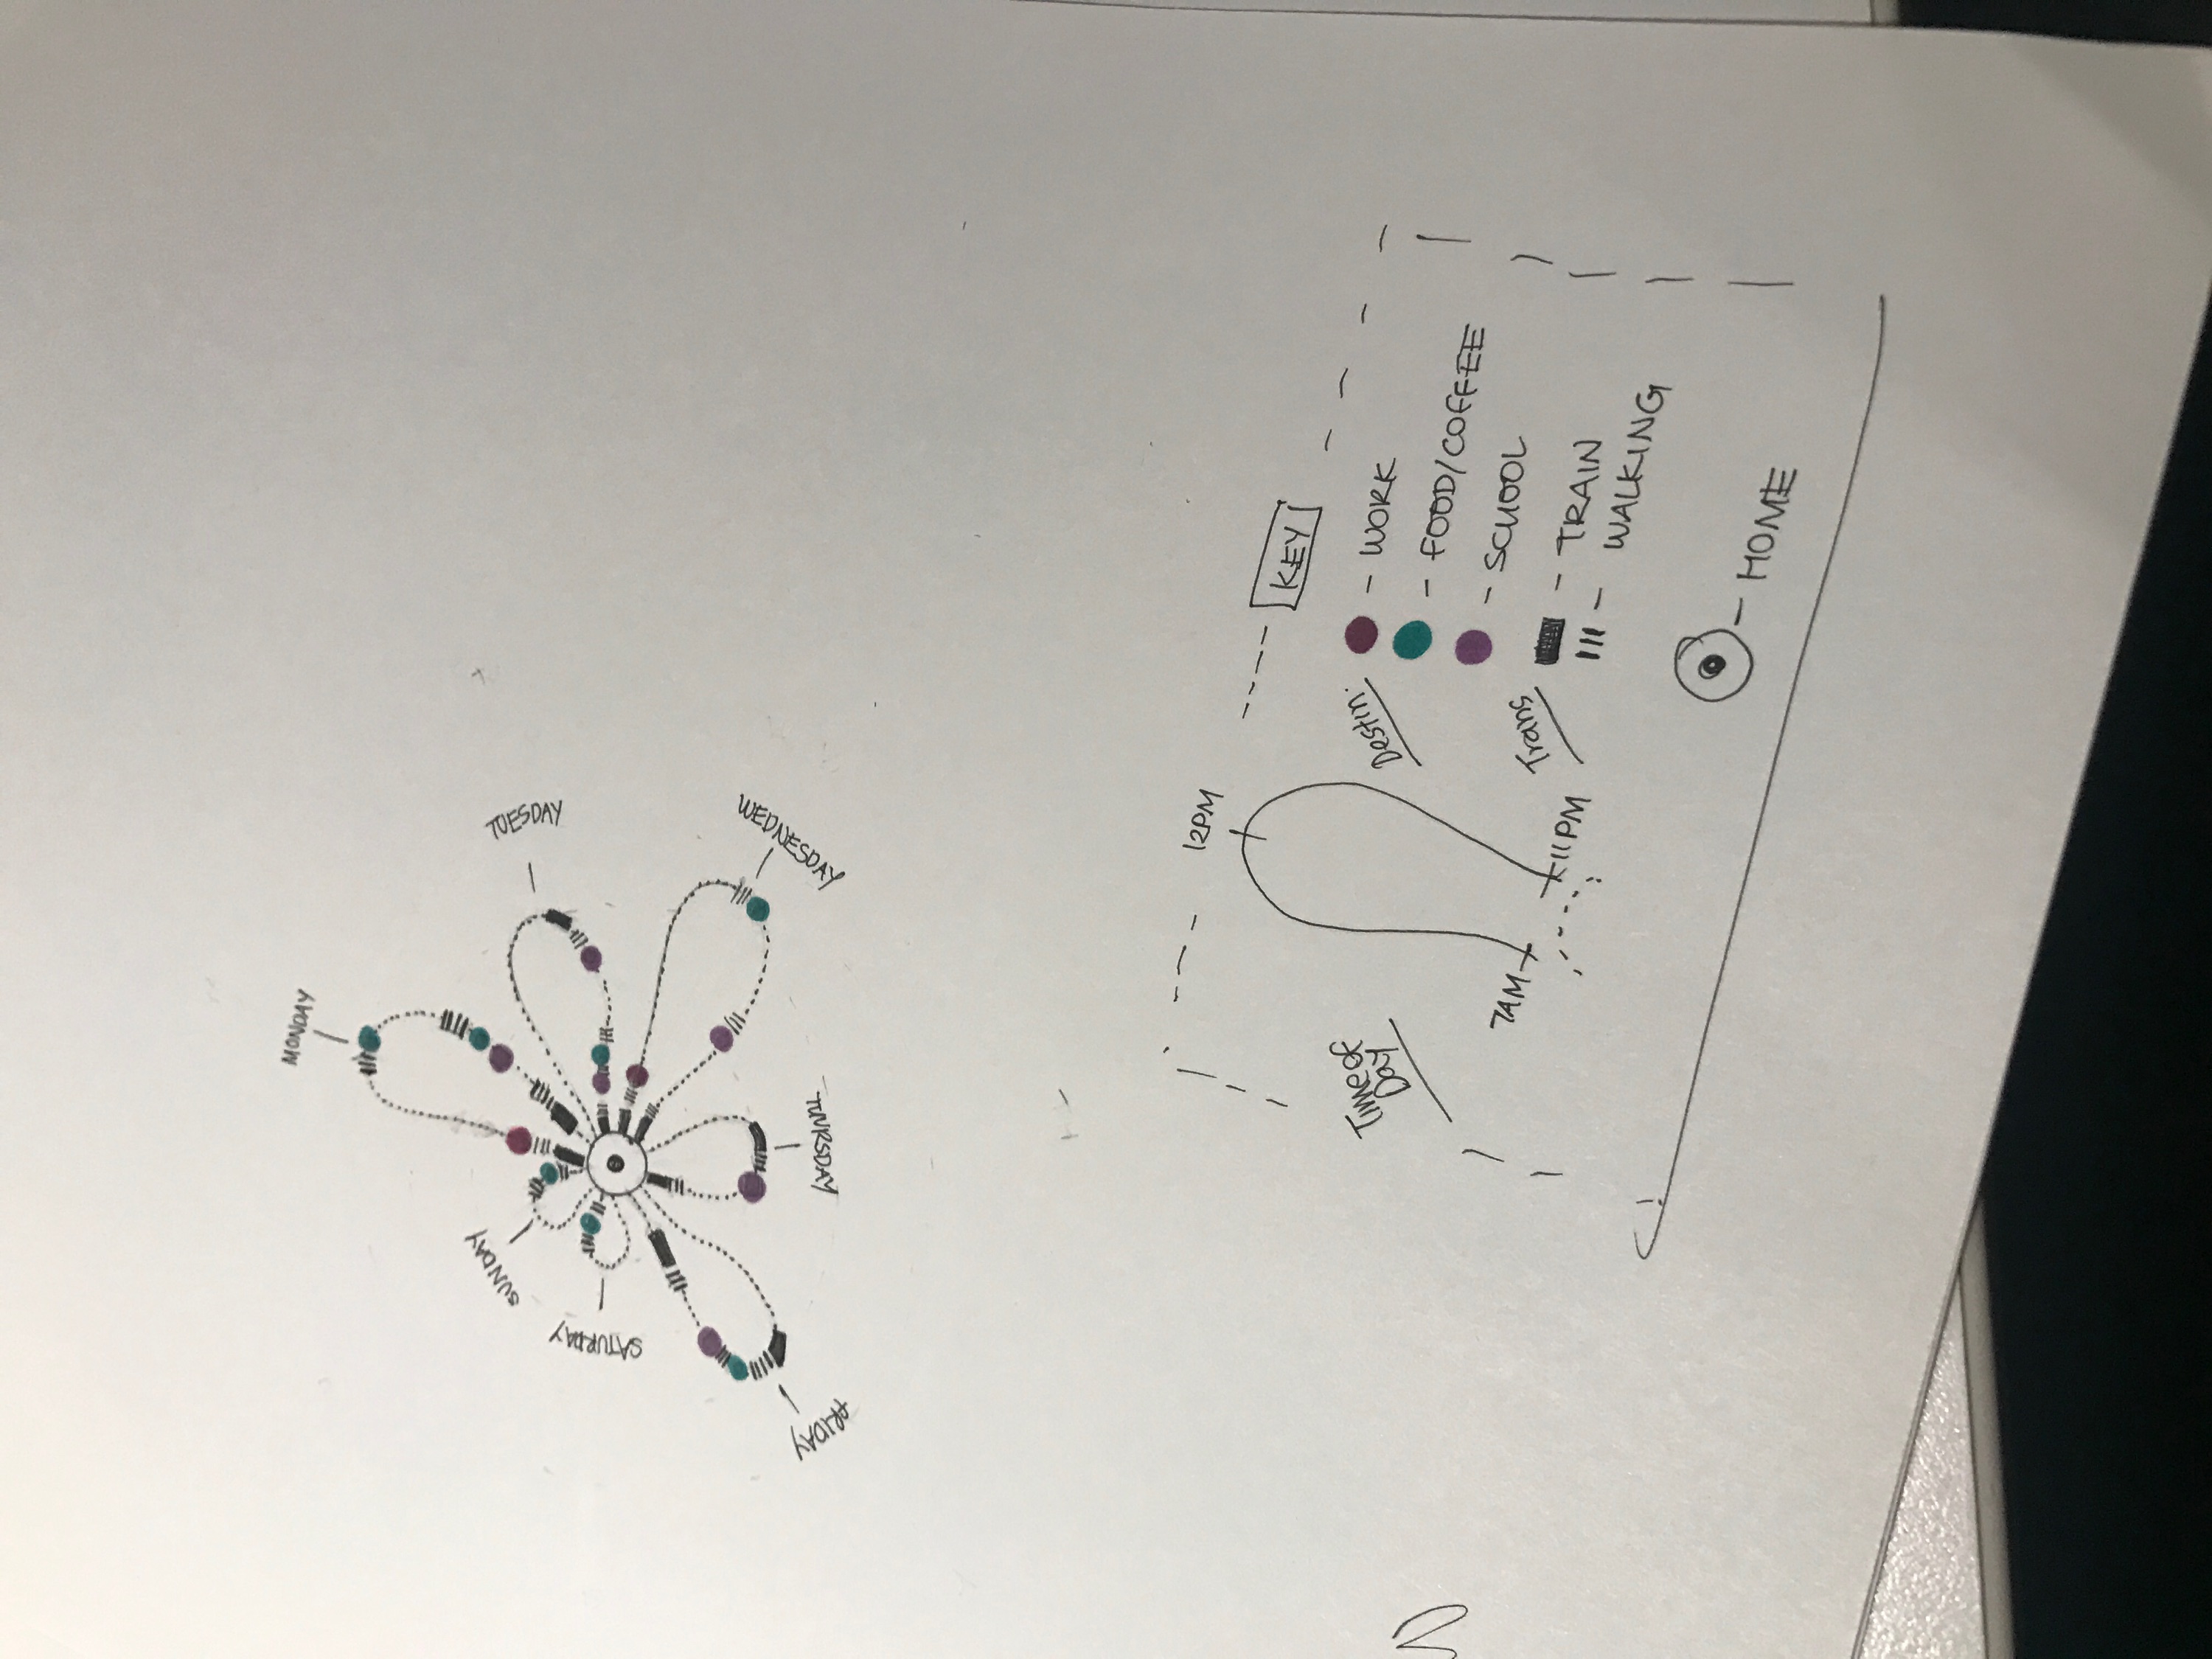 MONDAY
TUESDAY
WEDNESDAY
THURSDAY
FRIDAY
SATURDAY
SUNDAY
12PM
KEY
Time of
Day
7AM
11PM
Destin.
- WORK
- FOOD/COFFEE
- SCHOOL
Trans
- TRAIN
- WALKING
- HOME